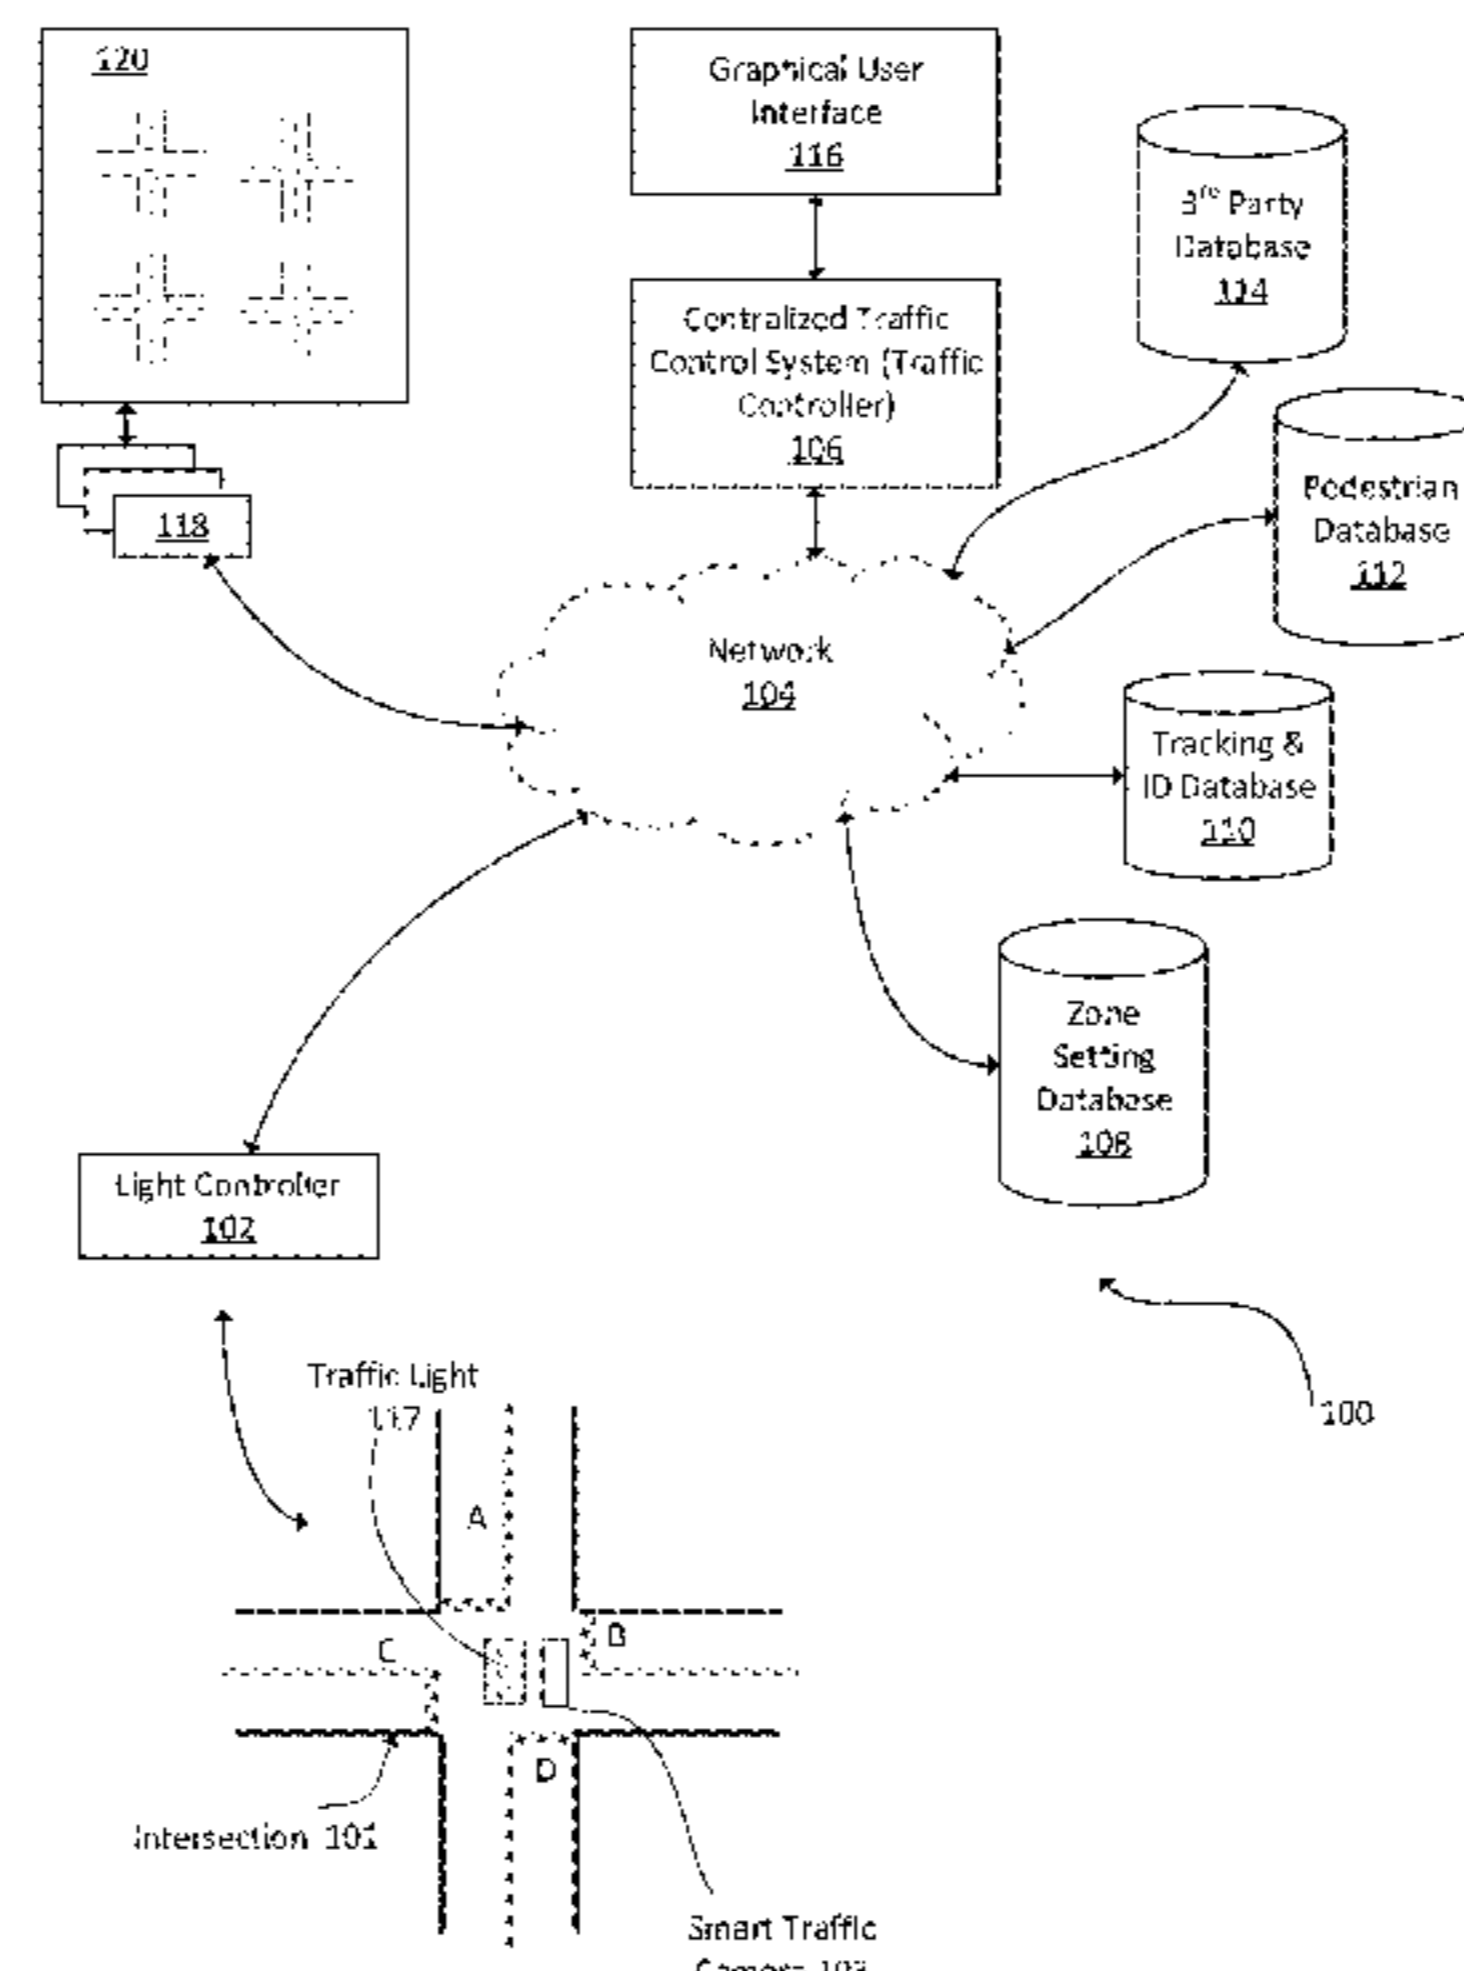 120
Graphical User
Interface
116
3rd Party
Database
114
Centralized Traffic
Control System (Traffic
Controller)
106
Pedestrian
Database
112
118
Network
104
Tracking &
ID Database
110
Zone
Setting
Database
108
Light Controller
102
Traffic Light
117
100
A
B
C
D
Intersection 101
Smart Traffic
Camera 103